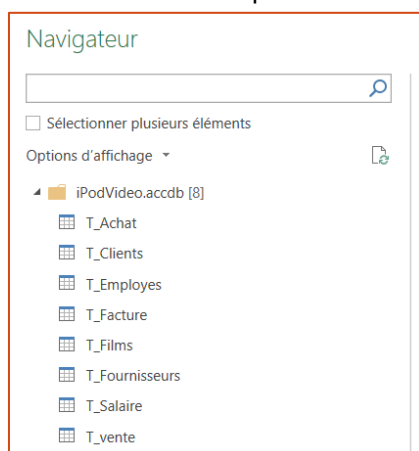 Navigateur
Sélectionner plusieurs éléments
Options d'affichage
iPodVideo.accdb [8]
T_Achat
T_Clients
T_Employes
T_Facture
T_Films
T_Fournisseurs
T_Salaire
T_vente